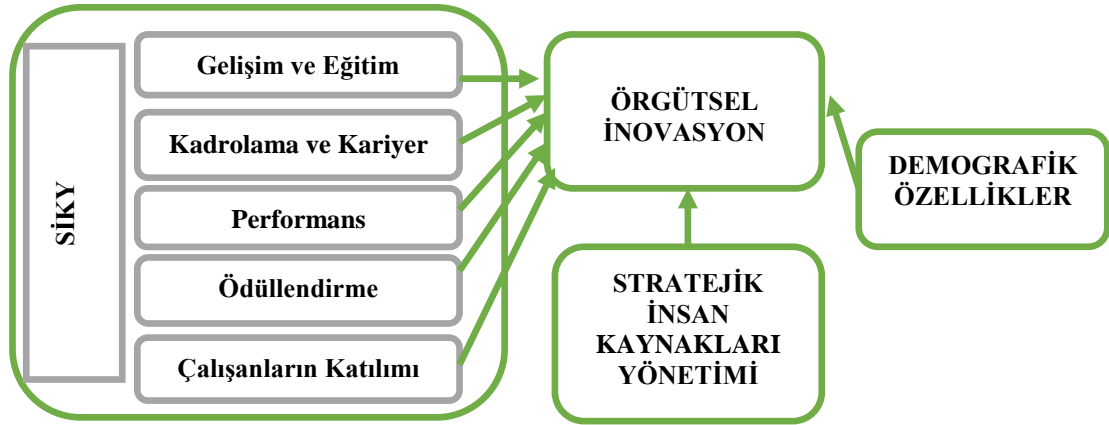 SİKY
Gelişim ve Eğitim
Kadrolama ve Kariyer
Performans
Ödüllendirme
Çalışanların Katılımı
ÖRGÜTSEL
İNOVASYON
STRATEJİK
İNSAN
KAYNAKLARI
YÖNETİMİ
DEMOGRAFİK
ÖZELLİKLER